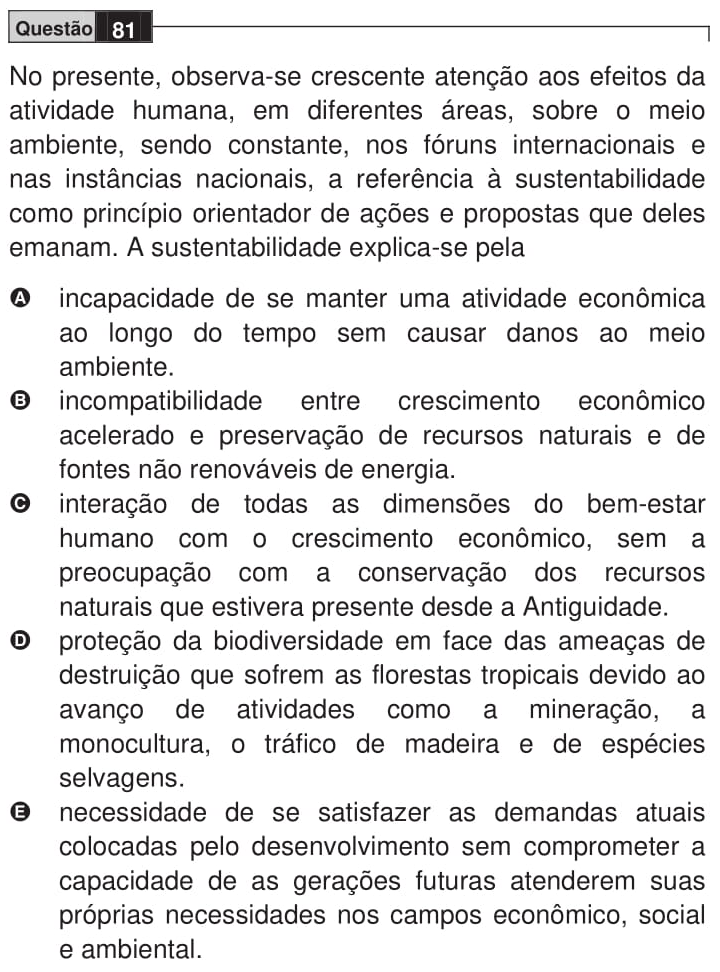 Questão 81
No presente, observa-se crescente atenção aos efeitos da
atividade humana, em diferentes áreas, sobre o meio
ambiente, sendo constante, nos fóruns internacionais e
nas instâncias nacionais, a referência à sustentabilidade
como princípio orientador de ações e propostas que deles
emanam. A sustentabilidade explica-se pela
A incapacidade de se manter uma atividade econômica
ao longo do tempo sem causar danos ao meio
ambiente.
B incompatibilidade entre crescimento econômico
acelerado e preservação de recursos naturais e de
fontes não renováveis de energia.
C interação de todas as dimensões do bem-estar
humano com o crescimento econômico, sem a
preocupação com a conservação dos recursos
naturais que estivera presente desde a Antiguidade.
D proteção da biodiversidade em face das ameaças de
destruição que sofrem as florestas tropicais devido ao
avanço de atividades como a mineração, a
monocultura, o tráfico de madeira e de espécies
selvagens.
E necessidade de se satisfazer as demandas atuais
colocadas pelo desenvolvimento sem comprometer a
capacidade de as gerações futuras atenderem suas
próprias necessidades nos campos econômico, social
e ambiental.